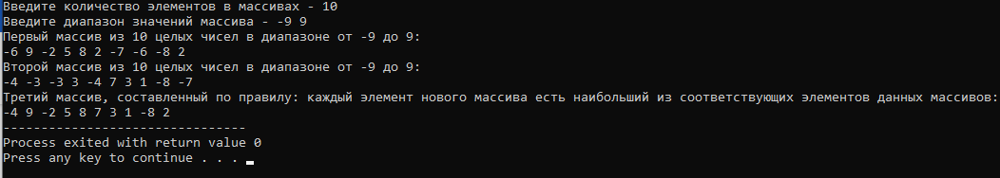 Введите количество элементов в массивах - 10
Введите диапазон значений массива - -9 9
Первый массив из 10 целых чисел в диапазоне от -9 до 9:
-6 9 -2 5 8 2 -7 -6 -8 2
Второй массив из 10 целых чисел в диапазоне от -9 до 9:
-4 -3 -3 3 -4 7 3 1 -8 -7
Третий массив, составленный по правилу: каждый элемент нового массива есть наибольший из соответствующих элементов данных массивов:
-4 9 -2 5 8 7 3 1 -8 2
--------------------------------
Process exited with return value 0
Press any key to continue . . .